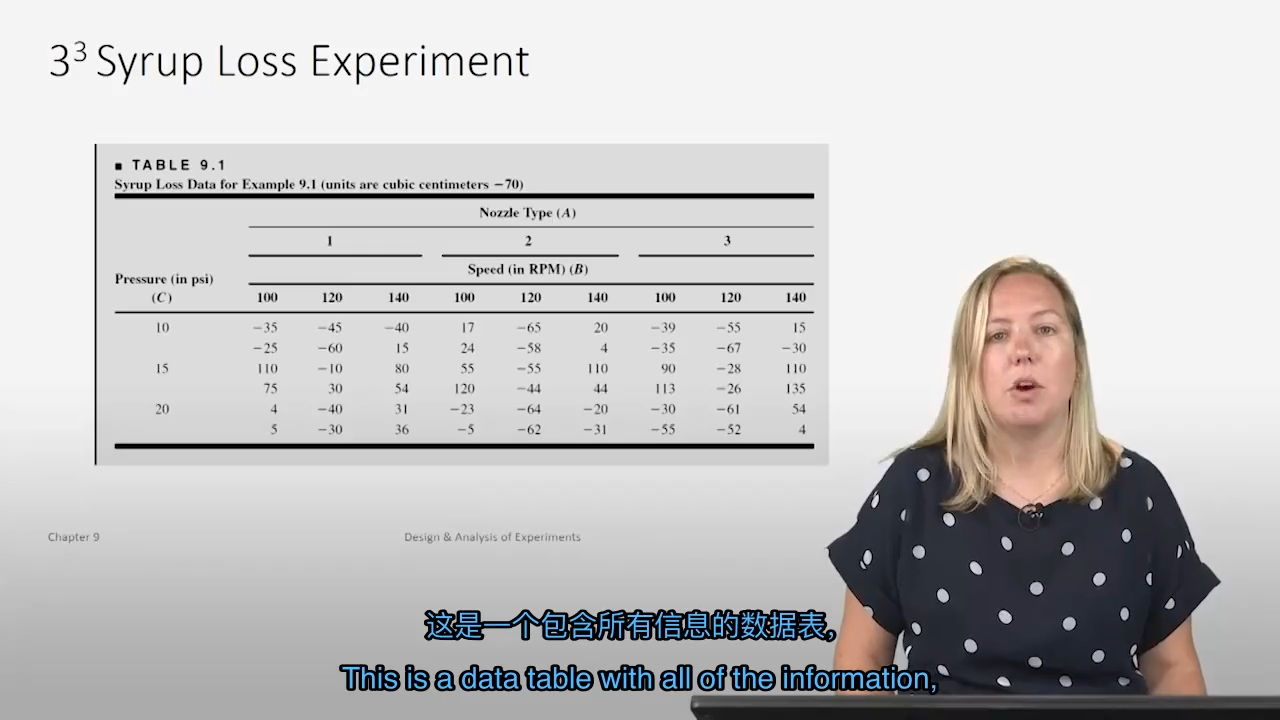 3³ Syrup Loss Experiment
■ TABLE 9.1
Syrup Loss Data for Example 9.1 (units are cubic centimeters −70)
Nozzle Type (A)
1 2 3
Speed (in RPM) (B)
Pressure (in psi)
(C) 100 120 140 100 120 140 100 120 140
10 −35 −45 −40 17 −65 20 −39 −55 15
−25 −60 15 24 −58 4 −35 −67 −30
15 110 −10 80 55 −55 110 90 −28 110
75 30 54 120 −44 44 113 −26 135
20 4 −40 31 −23 −64 −20 −30 −61 54
5 −30 36 −5 −62 −31 −55 −52 4
Chapter 9 Design & Analysis of Experiments
这是一个包含所有信息的数据表,
This is a data table with all of the information,